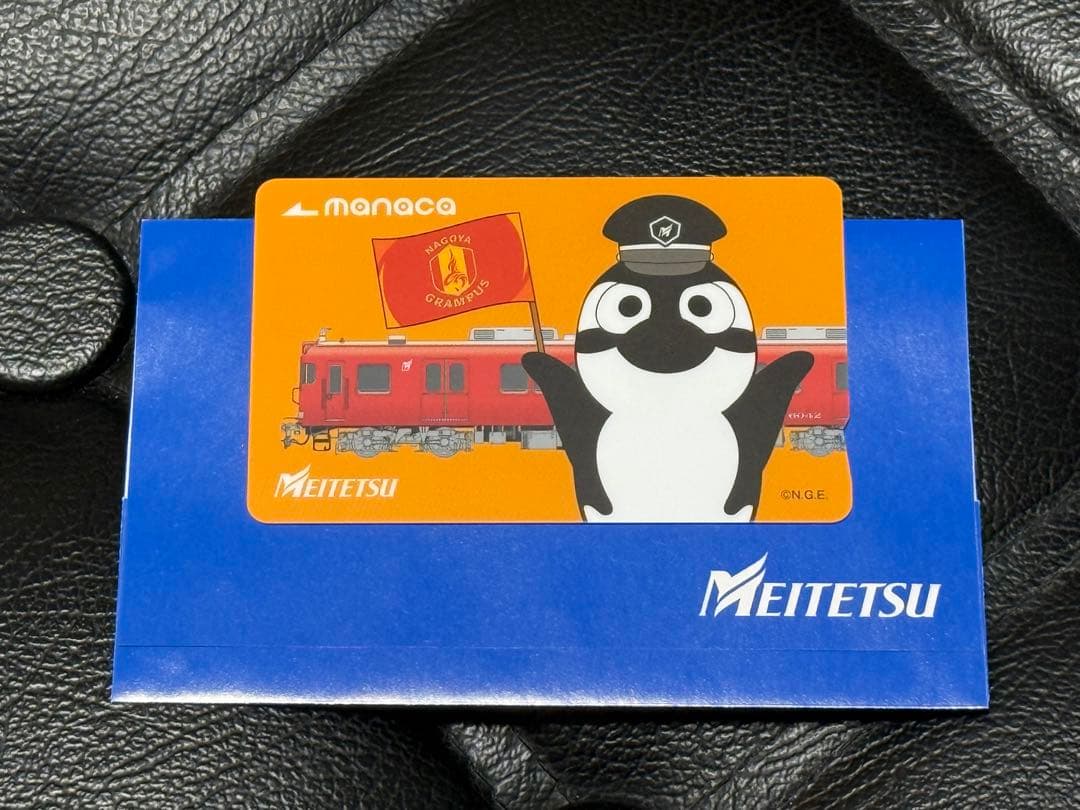 manaca
NAGOYA
GRAMPUS
MEITETSU
©N.G.E.
MEITETSU